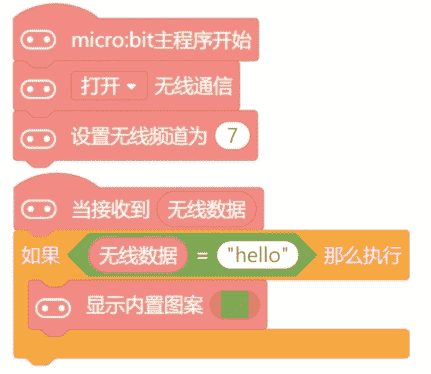 micro:bit主程序开始
打开 无线通信
设置无线频道为 7
当接收到 无线数据
如果 无线数据 = "hello" 那么执行
显示内置图案